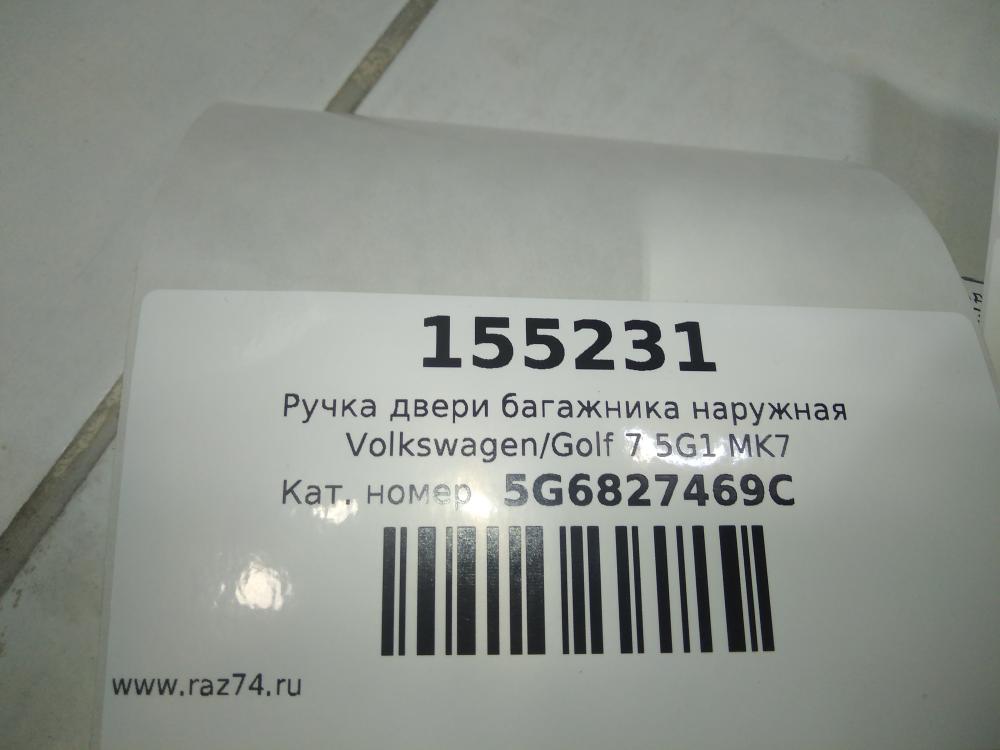 155231
Ручка двери багажника наружная
Volkswagen/Golf 7 5G1 MK7
Кат. номер 5G6827469C
www.raz74.ru